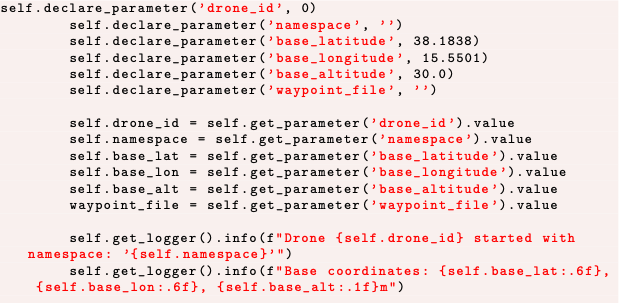 self.declare_parameter('drone_id', 0)
self.declare_parameter('namespace', '')
self.declare_parameter('base_latitude', 38.1838)
self.declare_parameter('base_longitude', 15.5501)
self.declare_parameter('base_altitude', 30.0)
self.declare_parameter('waypoint_file', '')
self.drone_id = self.get_parameter('drone_id').value
self.namespace = self.get_parameter('namespace').value
self.base_lat = self.get_parameter('base_latitude').value
self.base_lon = self.get_parameter('base_longitude').value
self.base_alt = self.get_parameter('base_altitude').value
waypoint_file = self.get_parameter('waypoint_file').value
self.get_logger().info(f"Drone {self.drone_id} started with
namespace: '{self.namespace}'")
self.get_logger().info(f"Base coordinates: {self.base_lat:.6f},
{self.base_lon:.6f}, {self.base_alt:.1f}m")